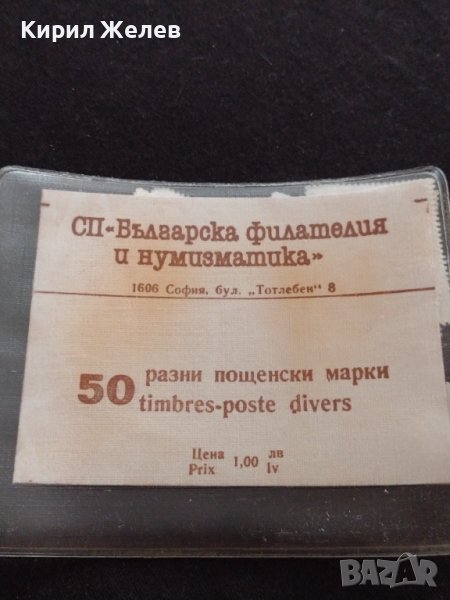 Кирил Желев
СП«Българска филателия
и нумизматика»
1606 София, бул. „Тотлебен" 8
50 разни пощенски марки
timbres-poste divers
Цена 1,00 лв
Prix lv
BAZAR